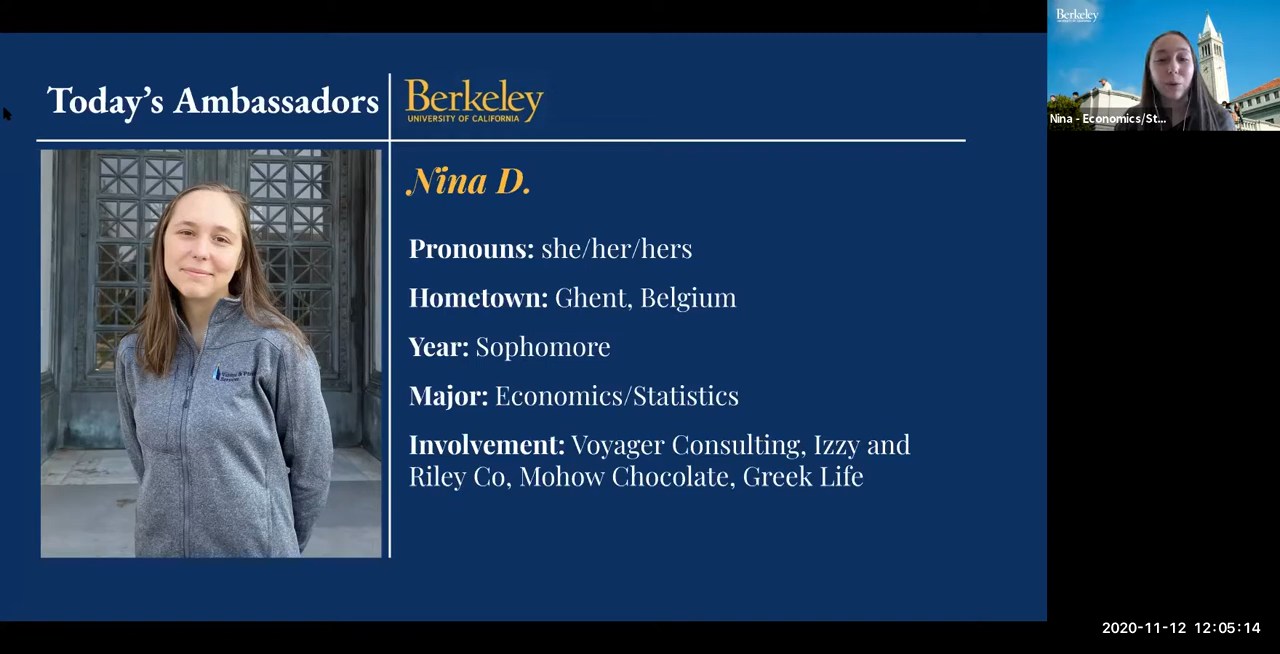 Today's Ambassadors
Berkeley
UNIVERSITY OF CALIFORNIA
Nina D.
Pronouns: she/her/hers
Hometown: Ghent, Belgium
Year: Sophomore
Major: Economics/Statistics
Involvement: Voyager Consulting, Izzy and
Riley Co, Mohow Chocolate, Greek Life
Berkeley
Nina - Economics/St...
2020-11-12 12:05:14